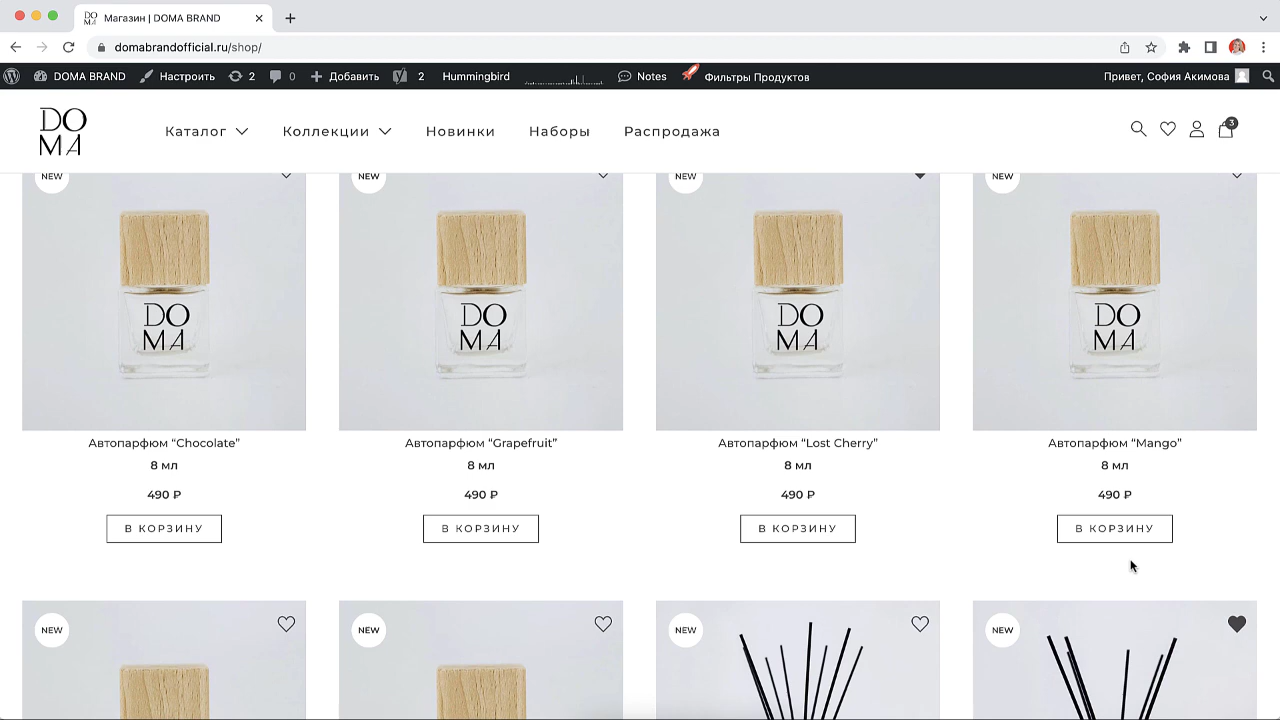 DO
MA
Магазин | DOMA BRAND
domabrandofficial.ru/shop/
DOMA BRAND
Настроить
2
0
Добавить
2
Hummingbird
Notes
Фильтры Продуктов
Привет, София Акимова
DO
MA
Каталог
Коллекции
Новинки
Наборы
Распродажа
3
NEW
NEW
NEW
NEW
DO
MA
DO
MA
DO
MA
DO
MA
Автопарфюм “Chocolate”
8 мл
490 ₽
В КОРЗИНУ
Автопарфюм “Grapefruit”
8 мл
490 ₽
В КОРЗИНУ
Автопарфюм “Lost Cherry”
8 мл
490 ₽
В КОРЗИНУ
Автопарфюм “Mango”
8 мл
490 ₽
В КОРЗИНУ
NEW
NEW
NEW
NEW